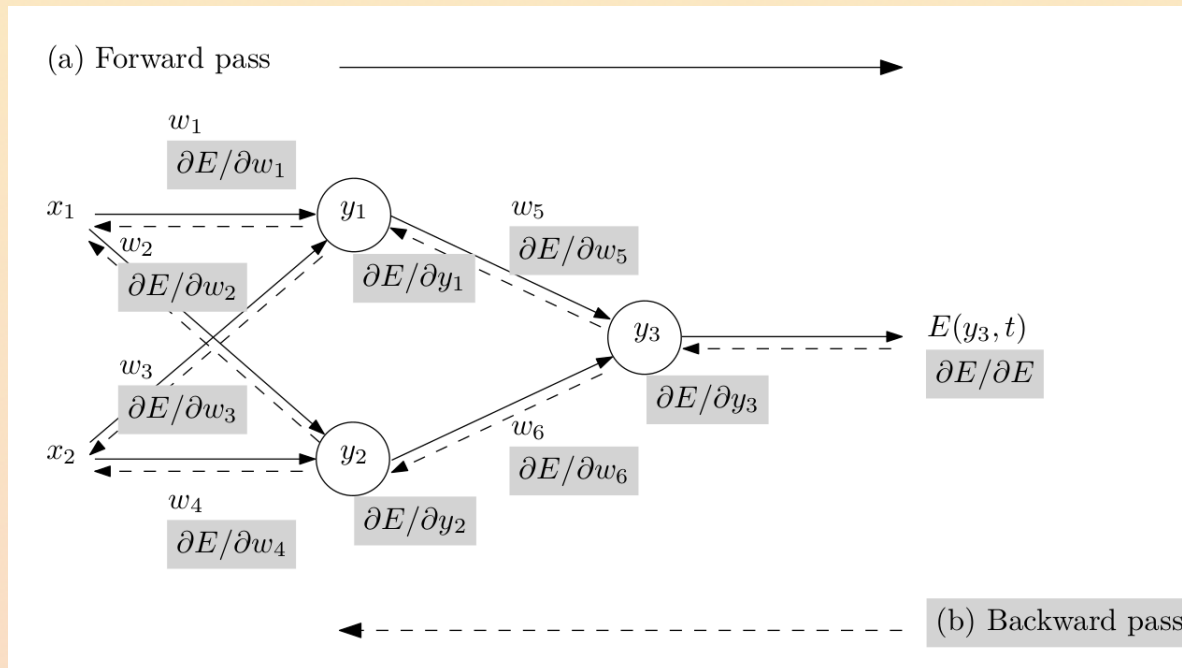 (a) Forward pass
w₁
∂E/∂w₁
x₁
y₁
w₅
∂E/∂w₅
w₂
∂E/∂w₂
∂E/∂y₁
y₃
E(y₃, t)
∂E/∂E
w₃
∂E/∂w₃
∂E/∂y₃
x₂
y₂
w₆
∂E/∂w₆
w₄
∂E/∂w₄
∂E/∂y₂
(b) Backward pass